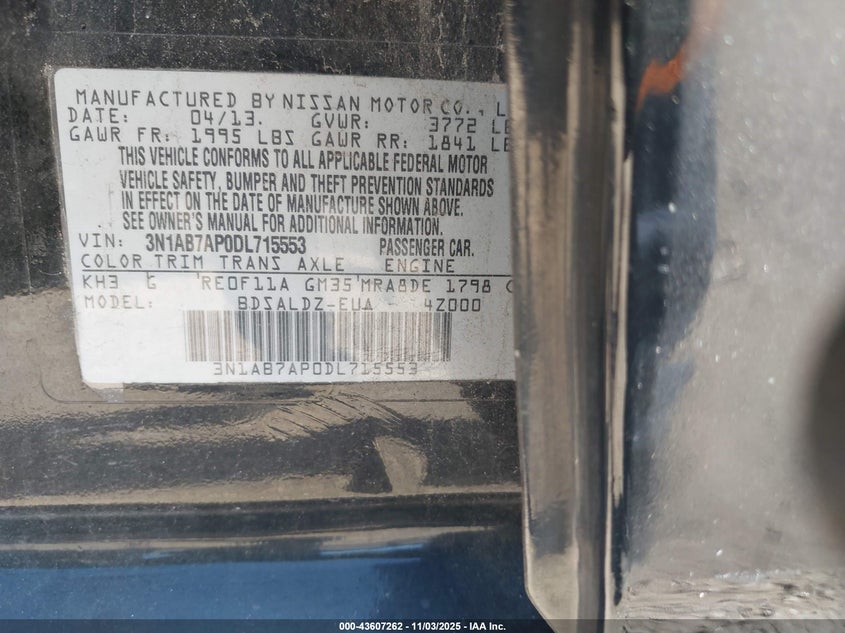 MANUFACTURED BY NISSAN MOTOR CO., L
DATE: 04/13. GVWR: 3772 LB
GAWR FR: 1995 LBS GAWR RR: 1841 LB
THIS VEHICLE CONFORMS TO ALL APPLICABLE FEDERAL MOTOR
VEHICLE SAFETY, BUMPER AND THEFT PREVENTION STANDARDS
IN EFFECT ON THE DATE OF MANUFACTURE SHOWN ABOVE.
SEE OWNER'S MANUAL FOR ADDITIONAL INFORMATION.
VIN: 3N1AB7AP0DL715553 PASSENGER CAR.
COLOR TRIM TRANS AXLE ENGINE
KH3 G RE0F11A GM35 MRA8DE 1798 C
MODEL: BDSALDZ-EUA - 4Z000
3N1AB7AP0DL715553
000-43607262 - 11/03/2025 - IAA Inc.